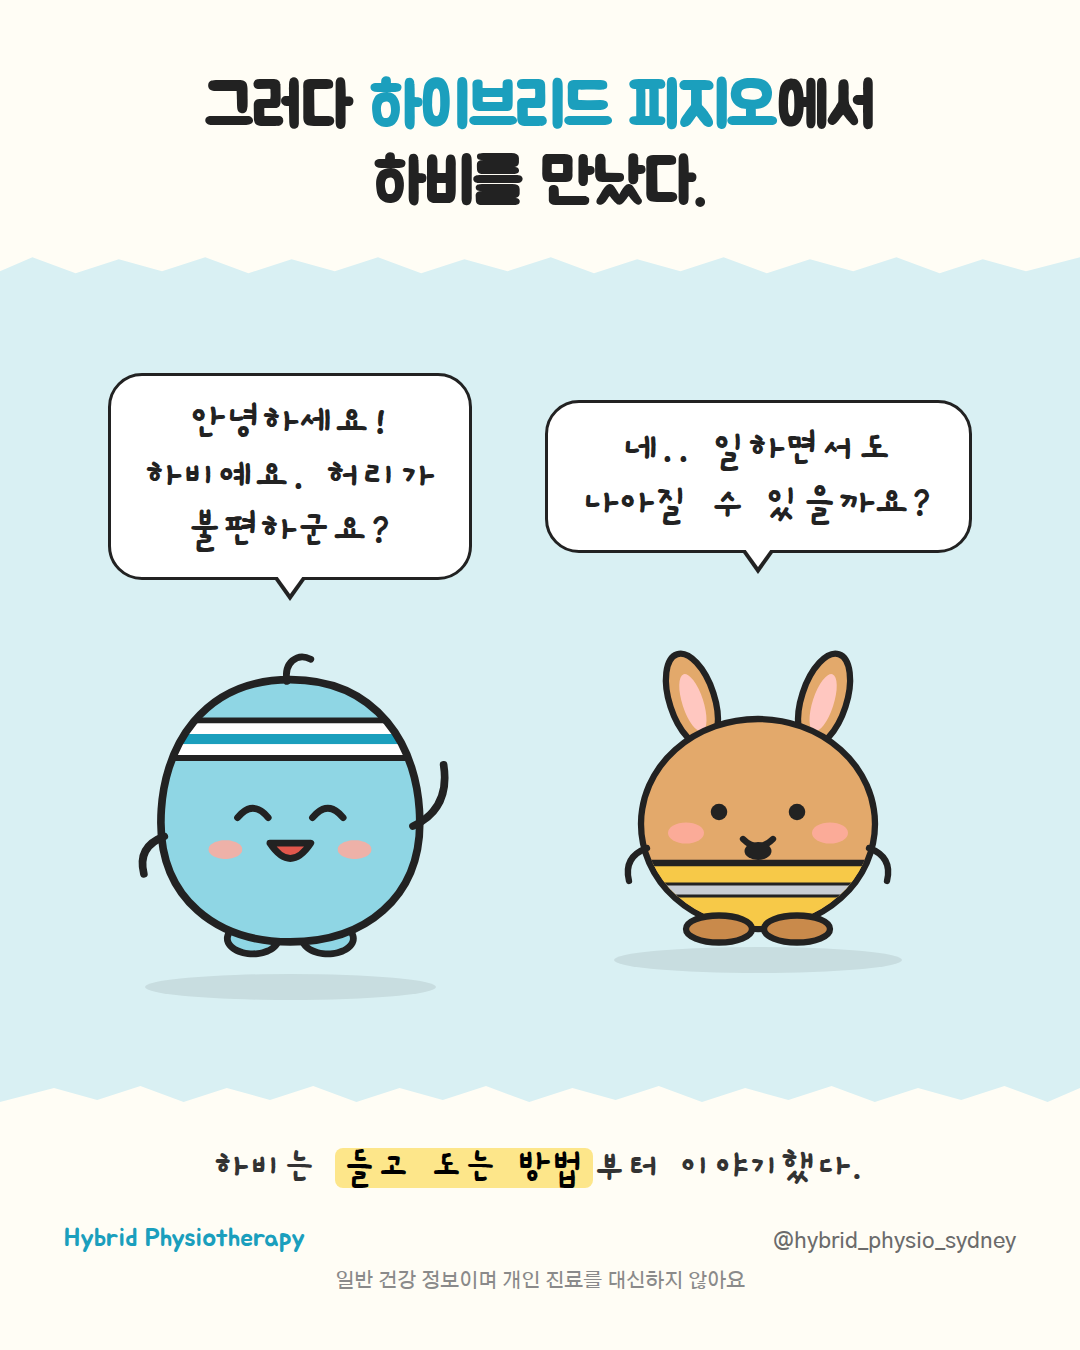 그러다 하이브리드 피지오에서
하비를 만났다.
안녕하세요!
하비예요. 허리가
불편하군요?
네.. 일하면서도
나아질 수 있을까요?
하비는 들고 도는 방법부터 이야기했다.
Hybrid Physiotherapy
@hybrid_physio_sydney
일반 건강 정보이며 개인 진료를 대신하지 않아요